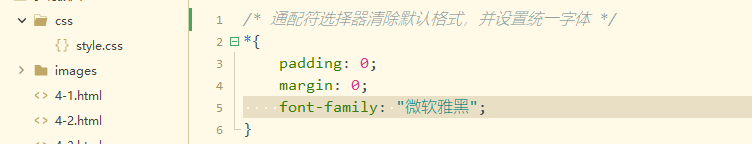 css
style.css
images
4-1.html
4-2.html
1 /* 通配符选择器清除默认格式，并设置统一字体 */
2 *{
3 padding: 0;
4 margin: 0;
5 font-family: "微软雅黑";
6 }